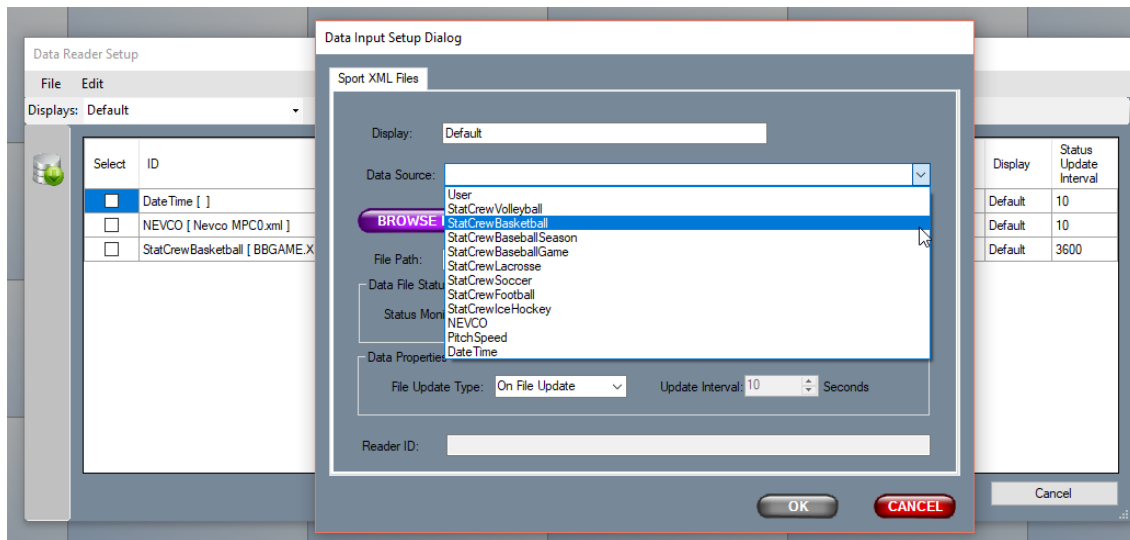 Data Reader Setup
File Edit
Displays: Default
Select ID
DateTime [ ]
NEVCO [ Nevco MPC0.xml ]
StatCrewBasketball [ BBGAME.X
Data Input Setup Dialog
Sport XML Files
Display: Default
Data Source:
User
StatCrewVolleyball
BROWSE
StatCrewBasketball
StatCrewBaseballSeason
StatCrewBaseballGame
StatCrewLacrosse
StatCrewSoccer
StatCrewFootball
StatCrewIceHockey
NEVCO
PitchSpeed
DateTime
File Path:
Data File Statu
Status Moni
Data Propertie
File Update Type: On File Update Update Interval: 10 Seconds
Reader ID:
OK CANCEL
Display Status Update Interval
Default 10
Default 10
Default 3600
Cancel